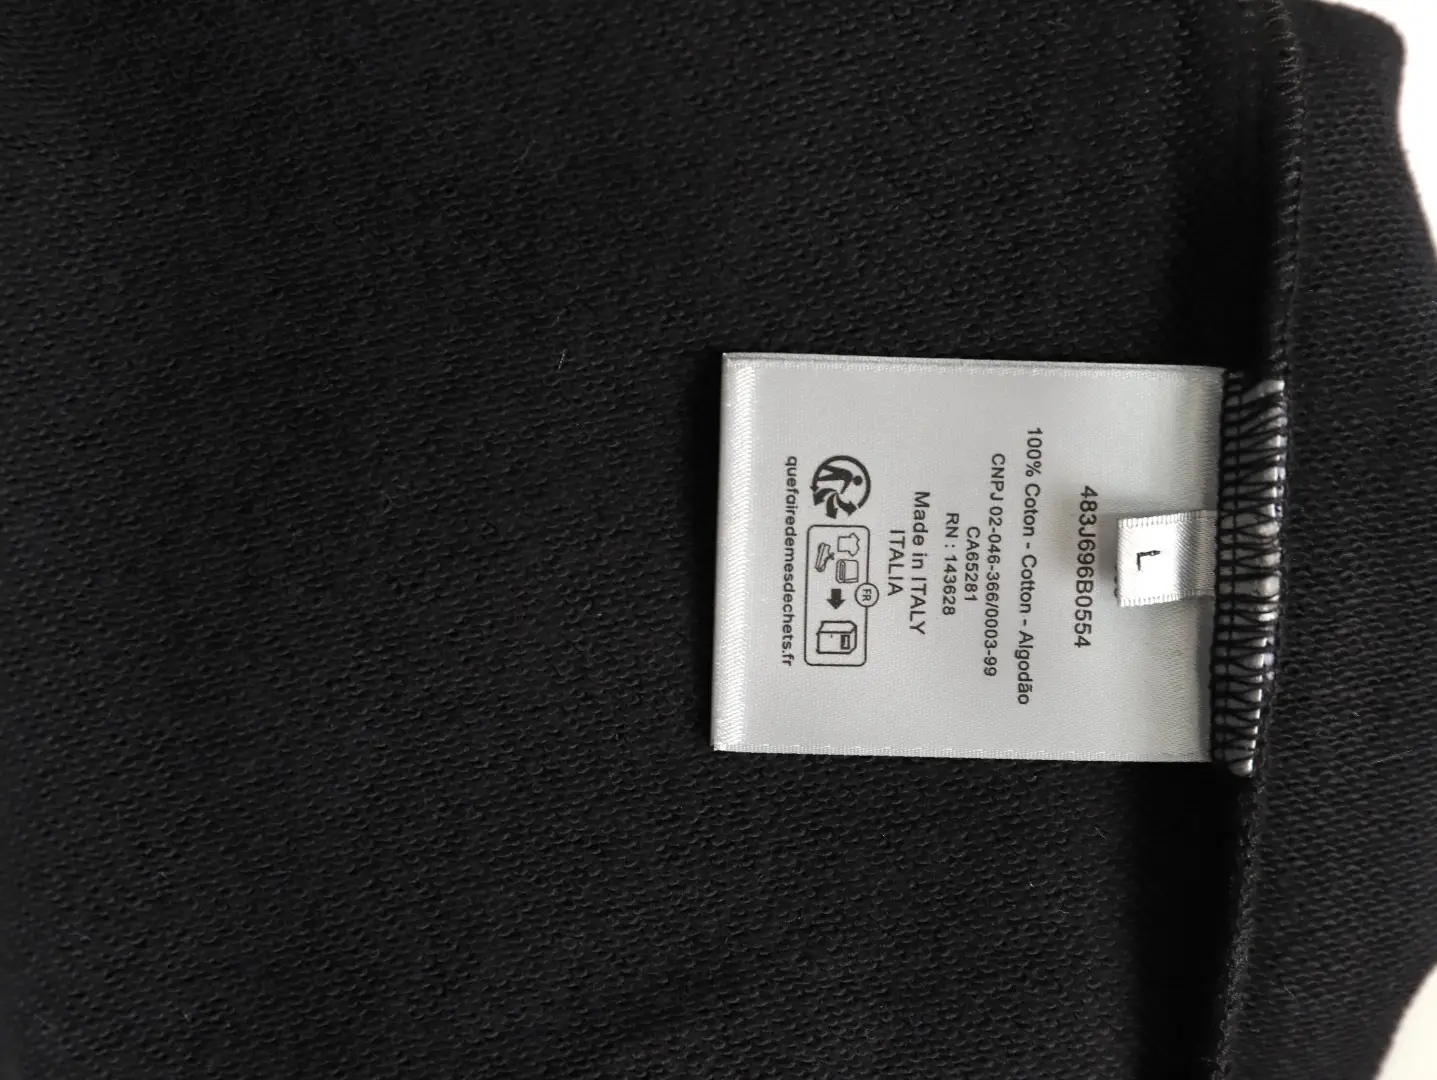 L
483J696B0554
100% Coton - Cotton - Algodão
CNPJ 02-046-366/0003-99
CA65281
RN : 143628
Made in ITALY
ITALIA
FR
quefairedemesdechets.fr